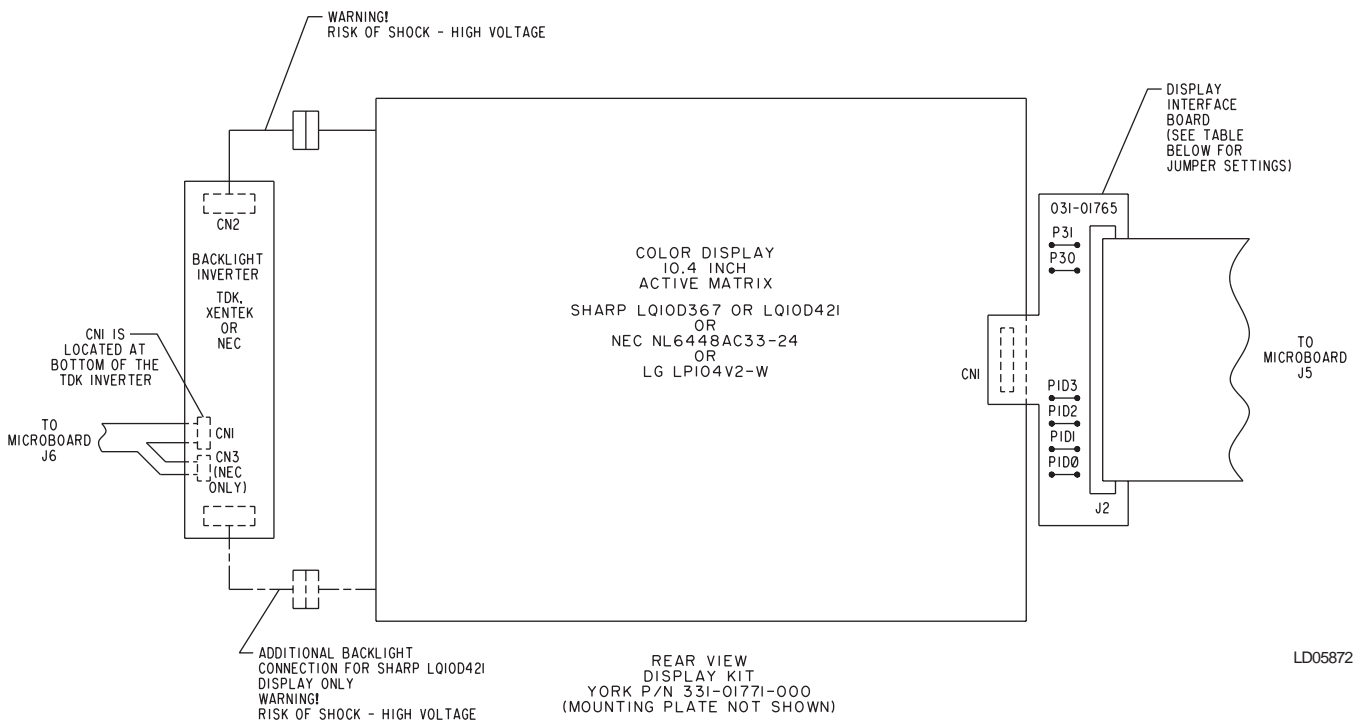 WARNING!
RISK OF SHOCK - HIGH VOLTAGE
DISPLAY
INTERFACE
BOARD
(SEE TABLE
BELOW FOR
JUMPER SETTINGS)
CN2
BACKLIGHT
INVERTER
TDK,
XENTEK
OR
NEC
CN1 IS
LOCATED AT
BOTTOM OF THE
TDK INVERTER
TO
MICROBOARD
J6
CN1
CN3
(NEC
ONLY)
COLOR DISPLAY
10.4 INCH
ACTIVE MATRIX
SHARP LQ10D367 OR LQ10D421
OR
NEC NL6448AC33-24
OR
LG LP104V2-W
CN1
031-01765
P31
P30
PID3
PID2
PID1
PIDØ
J2
TO
MICROBOARD
J5
ADDITIONAL BACKLIGHT
CONNECTION FOR SHARP LQ10D421
DISPLAY ONLY
WARNING!
RISK OF SHOCK - HIGH VOLTAGE
REAR VIEW
DISPLAY KIT
YORK P/N 331-01771-000
(MOUNTING PLATE NOT SHOWN)
LD05872